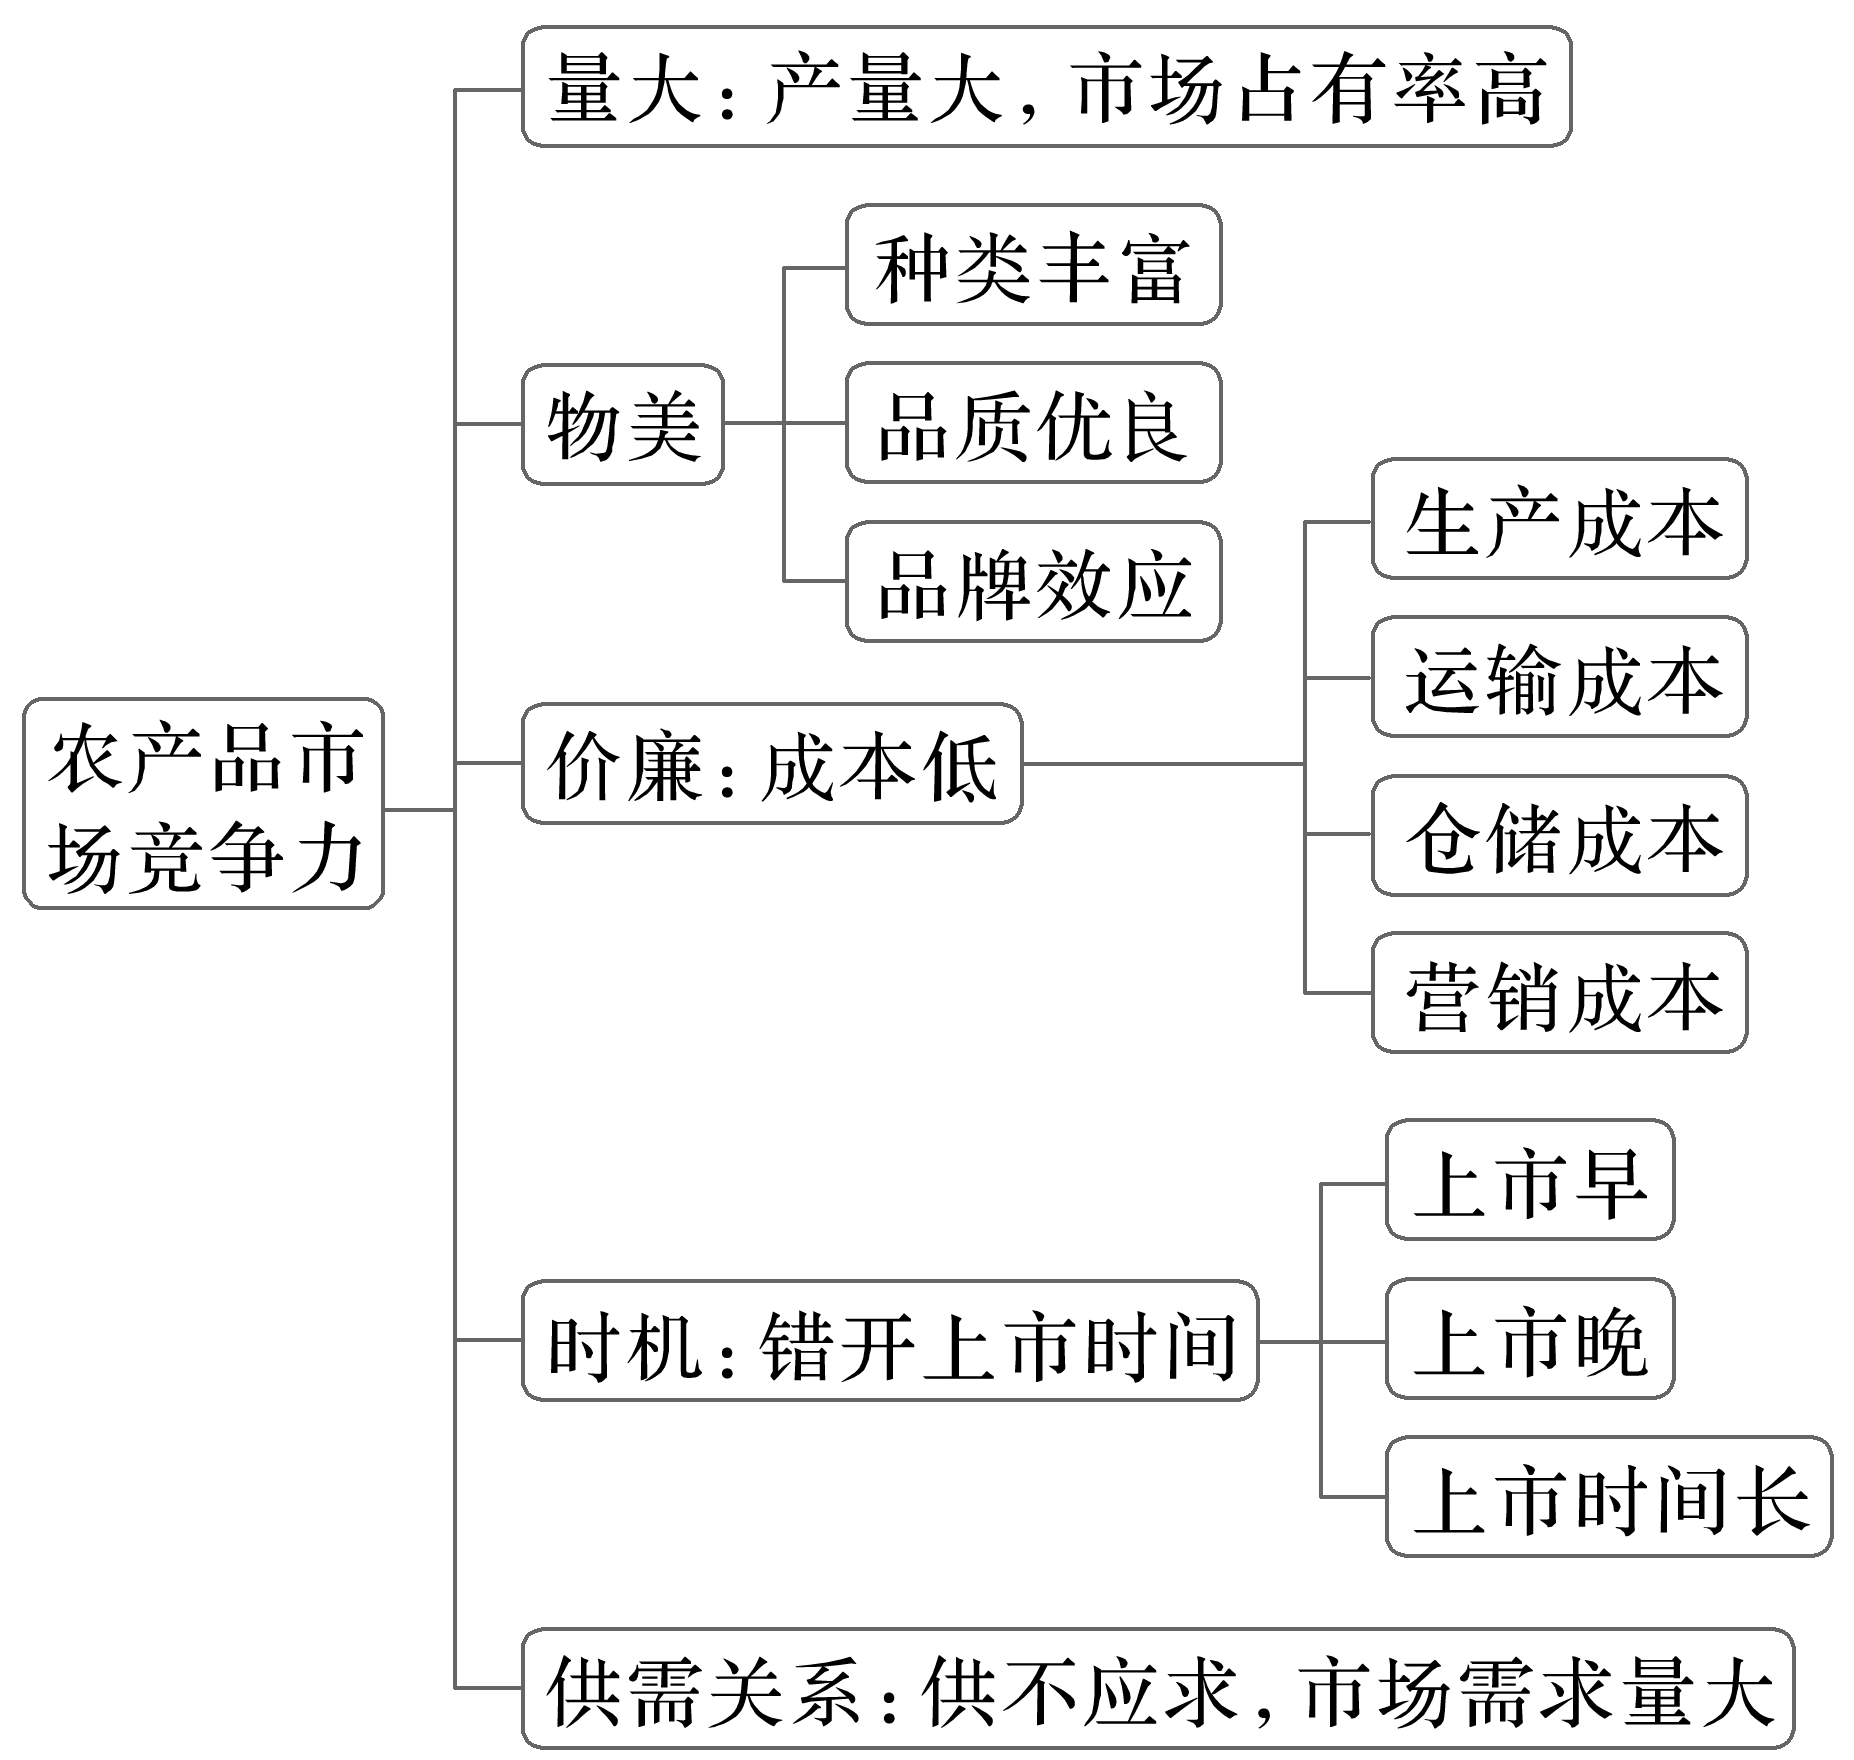 量大：产量大，市场占有率高
种类丰富
物美
品质优良
品牌效应
农产品市
场竞争力
价廉：成本低
生产成本
运输成本
仓储成本
营销成本
时机：错开上市时间
上市早
上市晚
上市时间长
供需关系：供不应求，市场需求量大